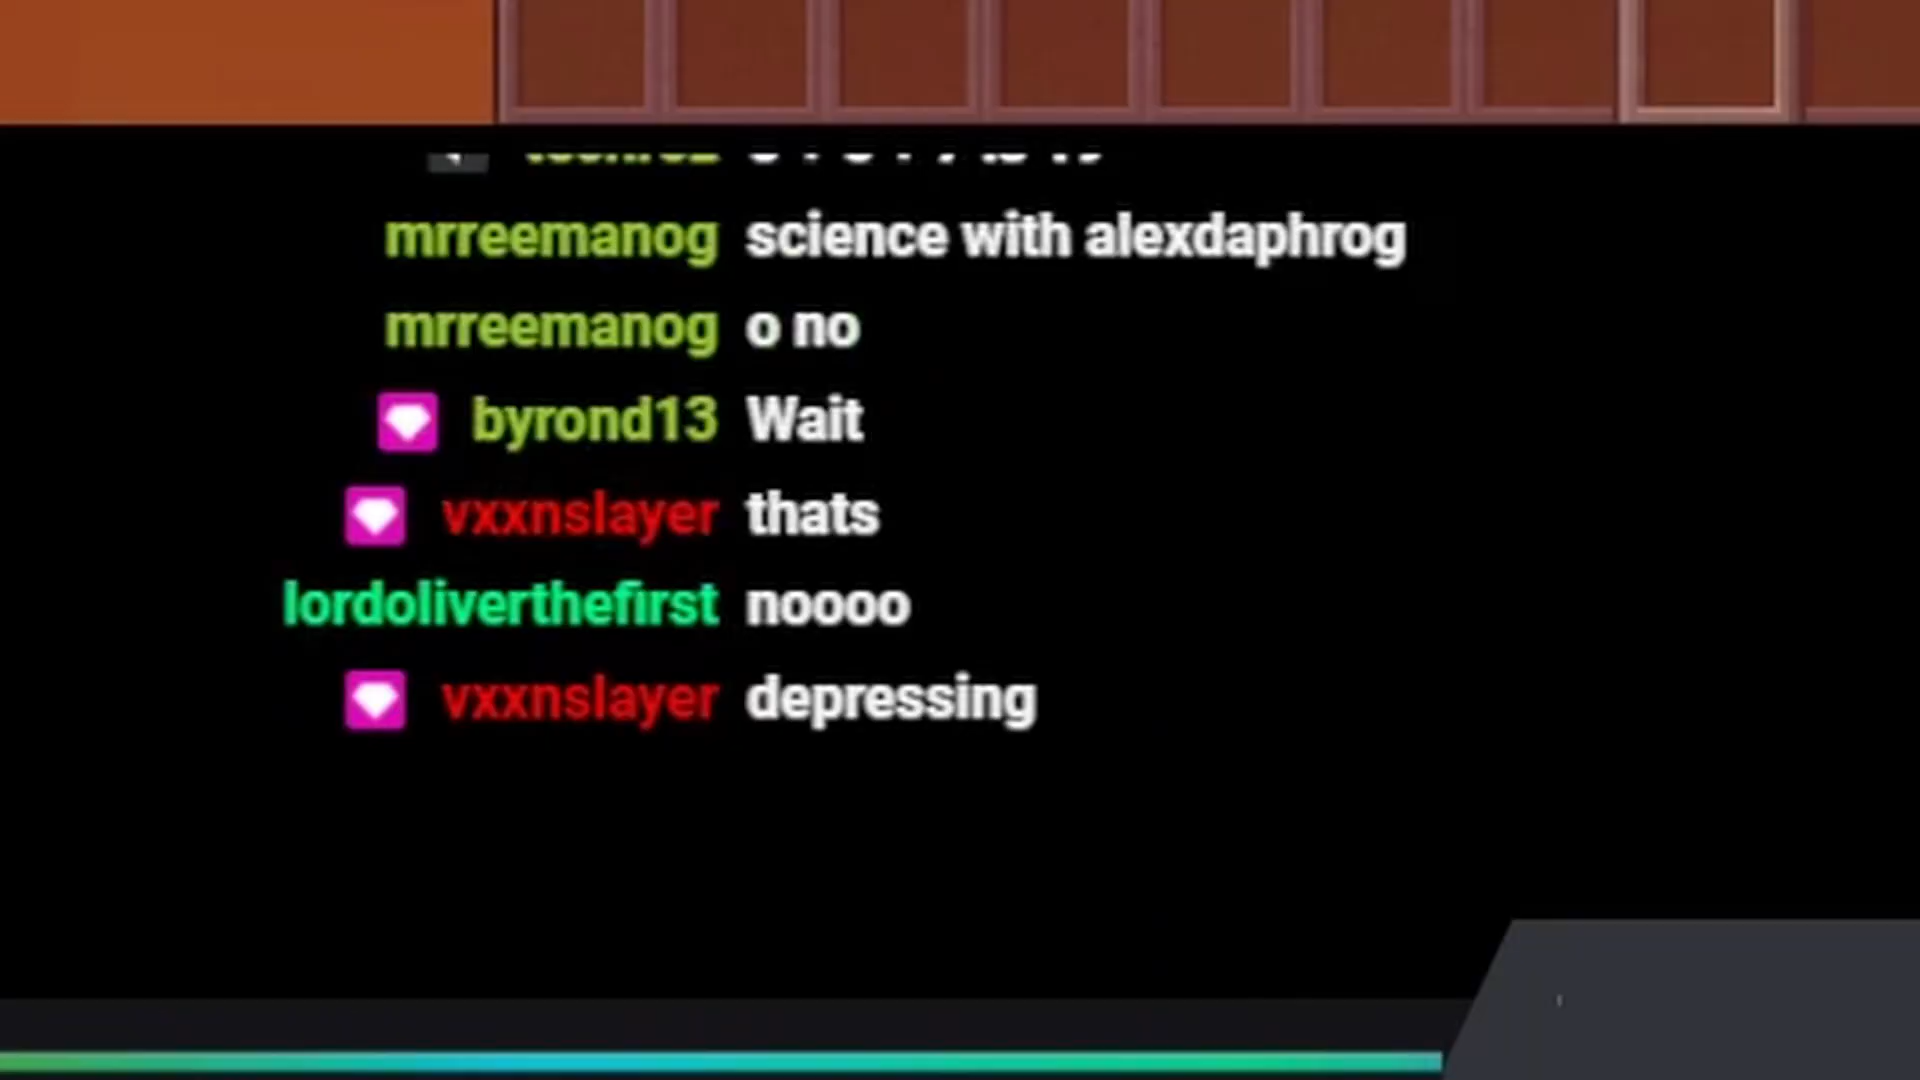 mrreemanog science with alexdaphrog
mrreemanog o no
byrond13 Wait
vxxnslayer thats
lordoliverthefirst noooo
vxxnslayer depressing